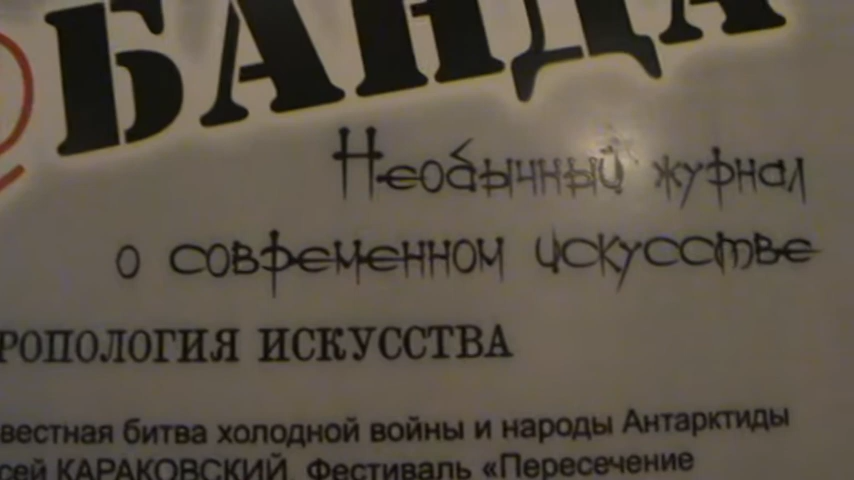 БАНДА
Необычный журнал
о современном искусстве
РОПОЛОГИЯ ИСКУССТВА
вестная битва холодной войны и народы Антарктиды
сей КАРАКОВСКИЙ. Фестиваль «Пересечение